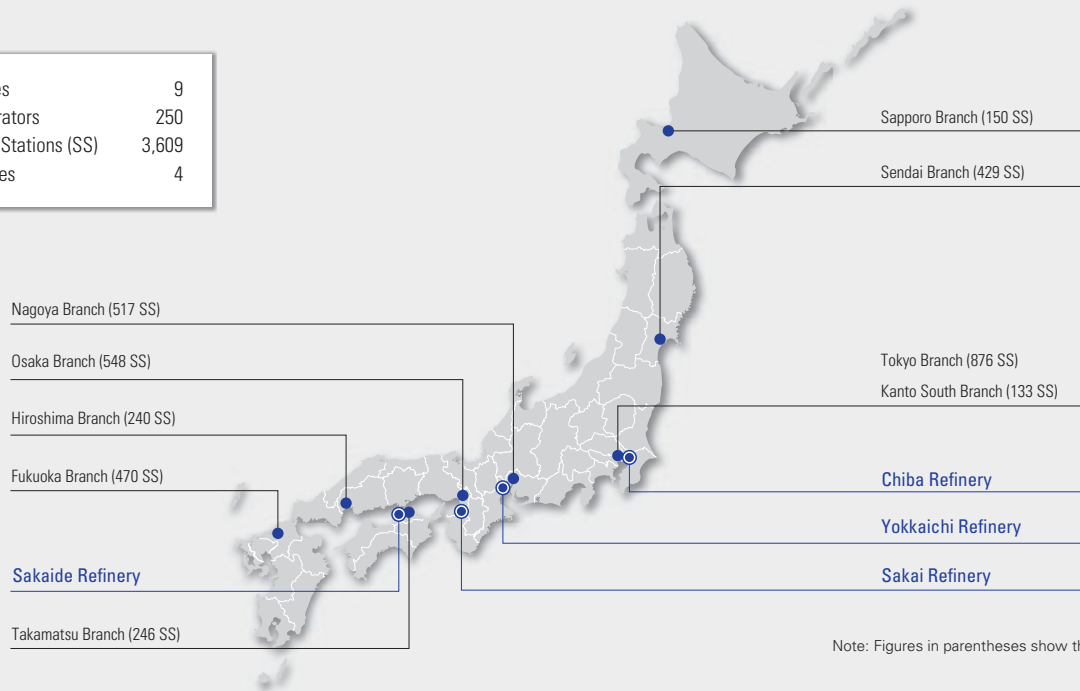 es 9
rators 250
Stations (SS) 3,609
es 4
Sapporo Branch (150 SS)
Sendai Branch (429 SS)
Nagoya Branch (517 SS)
Osaka Branch (548 SS)
Tokyo Branch (876 SS)
Kanto South Branch (133 SS)
Hiroshima Branch (240 SS)
Fukuoka Branch (470 SS)
Chiba Refinery
Yokkaichi Refinery
Sakaide Refinery
Sakai Refinery
Takamatsu Branch (246 SS)
Note: Figures in parentheses show th